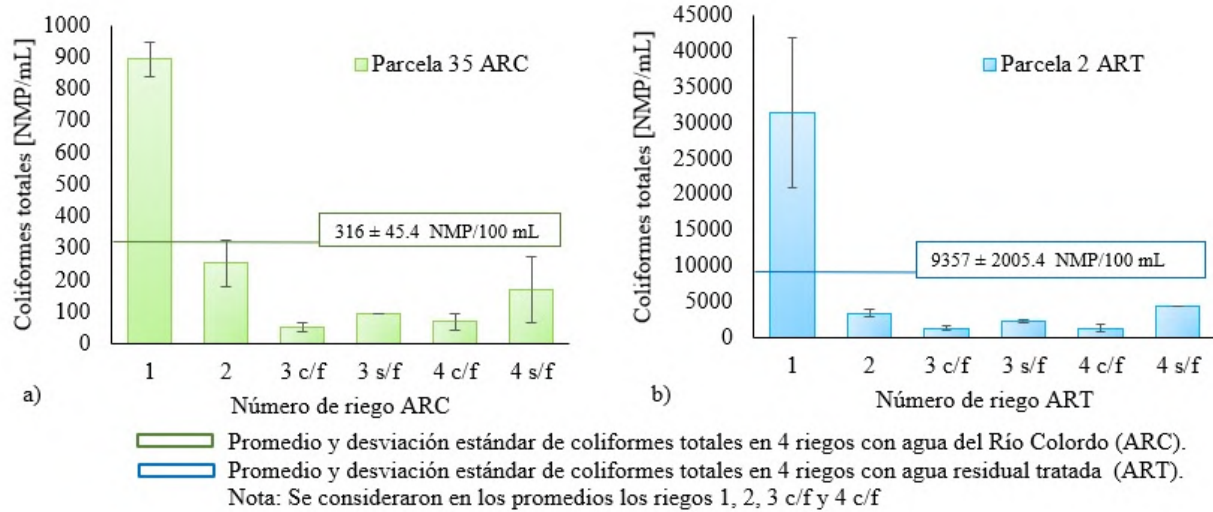 Coliformes totales [NMP/mL]
1000
900
800
700
600
500
400
300
200
100
0
Parcela 35 ARC
316 ± 45.4 NMP/100 mL
1 2 3 c/f 3 s/f 4 c/f 4 s/f
a)
Número de riego ARC
Coliformes totales [NMP/mL]
45000
40000
35000
30000
25000
20000
15000
10000
5000
0
Parcela 2 ART
9357 ± 2005.4 NMP/100 mL
1 2 3 c/f 3 s/f 4 c/f 4 s/f
b)
Número de riego ART
Promedio y desviación estándar de coliformes totales en 4 riegos con agua del Río Colordo (ARC).
Promedio y desviación estándar de coliformes totales en 4 riegos con agua residual tratada (ART).
Nota: Se consideraron en los promedios los riegos 1, 2, 3 c/f y 4 c/f